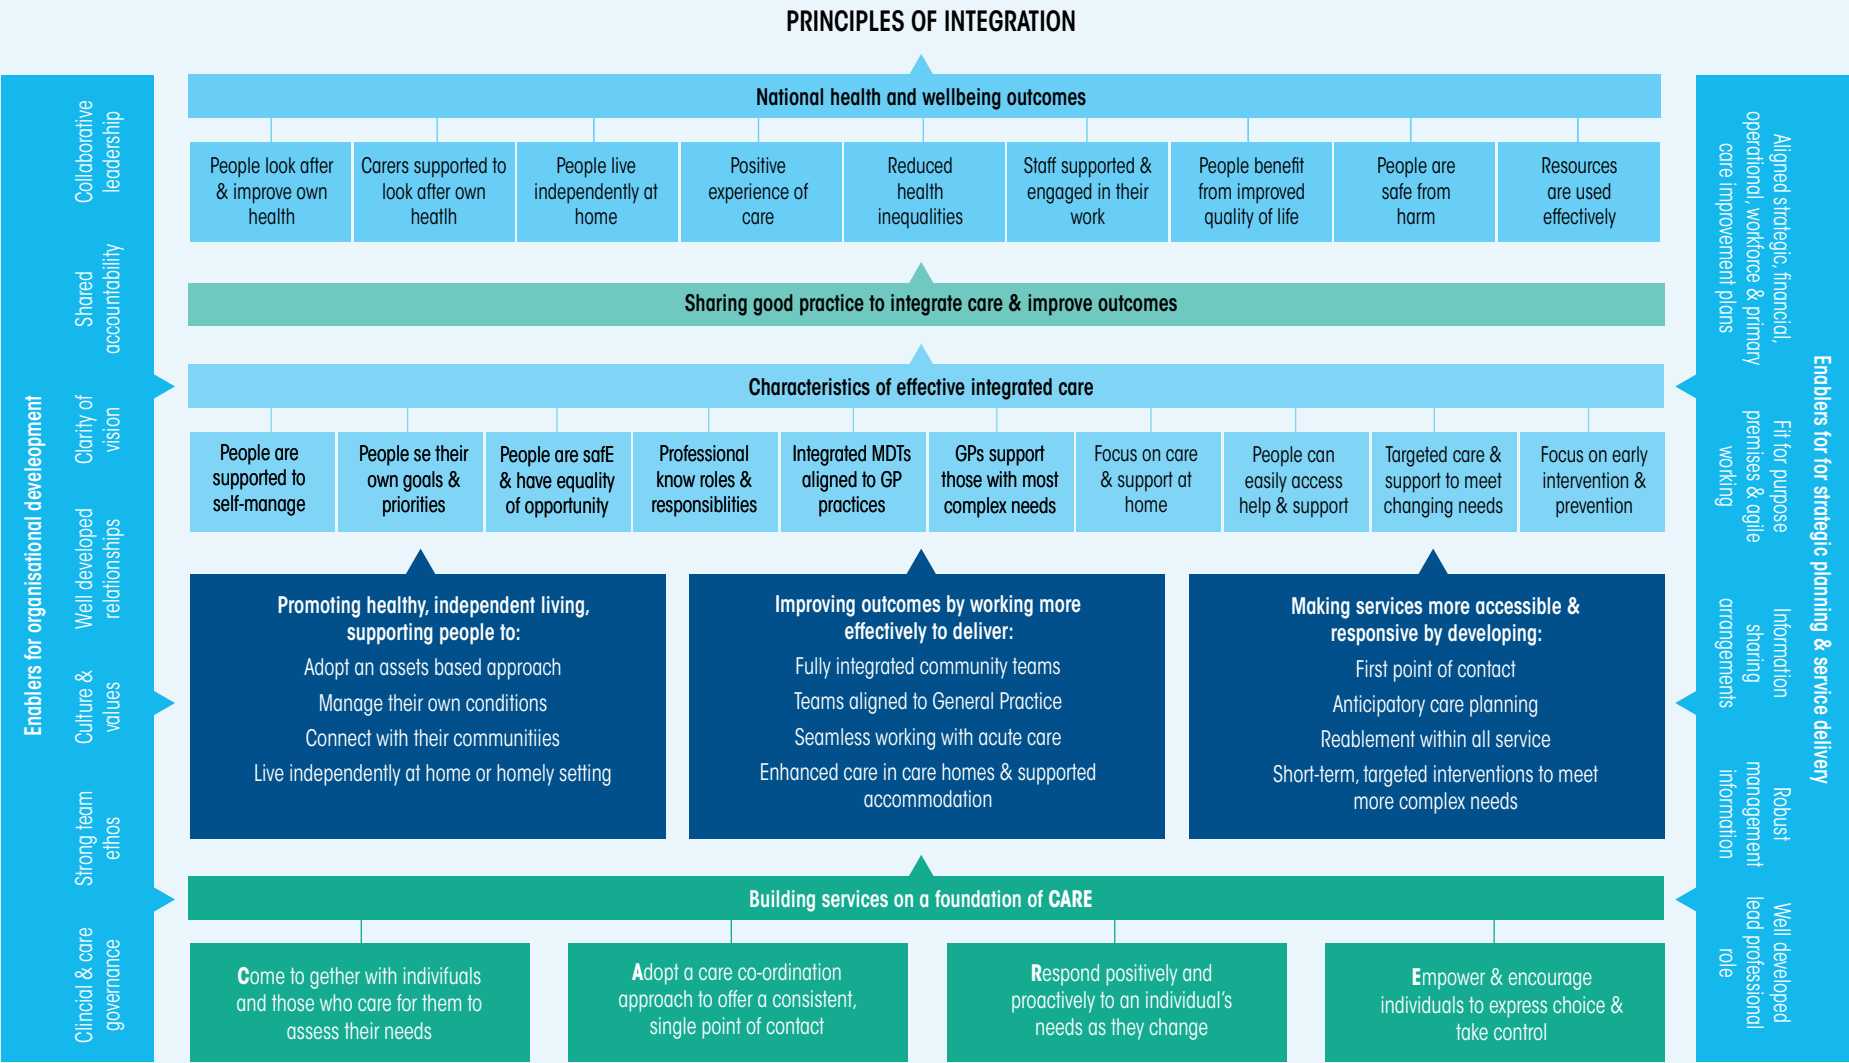 PRINCIPLES OF INTEGRATION
National health and wellbeing outcomes
People look after
& improve own
health
Carers supported to
look after own
heatlh
People live
independently at
home
Positive
experience of
care
Reduced
health
inequalities
Staff supported &
engaged in their
work
People benefit
from improved
quality of life
People are
safe from
harm
Resources
are used
effectively
Sharing good practice to integrate care & improve outcomes
Characteristics of effective integrated care
People are
supported to
self-manage
People se their
own goals &
priorities
People are safE
& have equality
of opportunity
Professional
know roles &
responsiblities
Integrated MDTs
aligned to GP
practices
GPs support
those with most
complex needs
Focus on care
& support at
home
People can
easily access
help & support
Targeted care &
support to meet
changing needs
Focus on early
intervention &
prevention
Promoting healthy, independent living,
supporting people to:
Adopt an assets based approach
Manage their own conditions
Connect with their communitiies
Live independently at home or homely setting
Improving outcomes by working more
effectively to deliver:
Fully integrated community teams
Teams aligned to General Practice
Seamless working with acute care
Enhanced care in care homes & supported
accommodation
Making services more accessible &
responsive by developing:
First point of contact
Anticipatory care planning
Reablement within all service
Short-term, targeted interventions to meet
more complex needs
Building services on a foundation of CARE
Come to gether with indivifuals
and those who care for them to
assess their needs
Adopt a care co-ordination
approach to offer a consistent,
single point of contact
Respond positively and
proactively to an individual's
needs as they change
Empower & encourage
individuals to express choice &
take control
Enablers for organisational develeopment
Collaborative
leadership
Shared
accountability
Clarity of
vision
Well developed
relationships
Culture &
values
Strong team
ethos
Clincial & care
governance
Enablers for for strategic planning & service delivery
Aligned strategic, financial,
operational, workforce & primary
care improvement plans
Fit for purpose
premises & agile
working
Information
sharing
arrangements
Robust
management
information
Well developed
lead professional
role